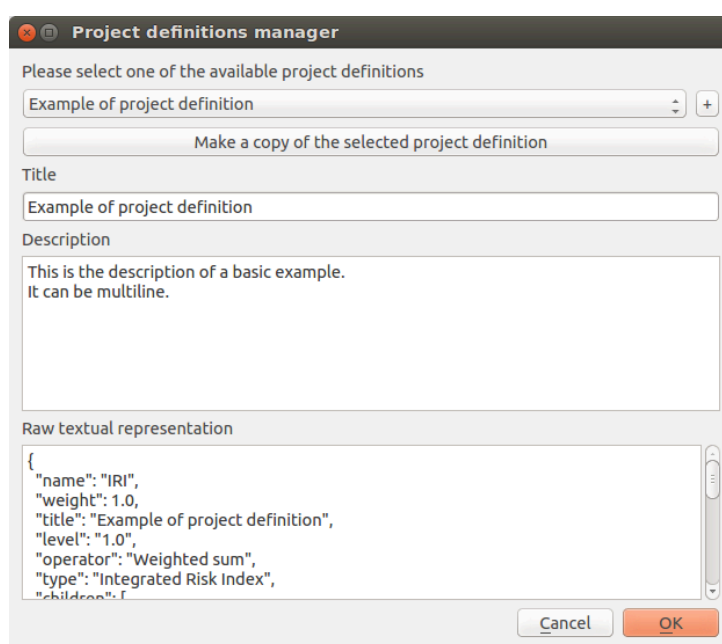 Project definitions manager
Please select one of the available project definitions
Example of project definition
+
Make a copy of the selected project definition
Title
Example of project definition
Description
This is the description of a basic example.
It can be multiline.
Raw textual representation
{
"name": "IRI",
"weight": 1.0,
"title": "Example of project definition",
"level": "1.0",
"operator": "Weighted sum",
"type": "Integrated Risk Index",
"children": [
Cancel
OK